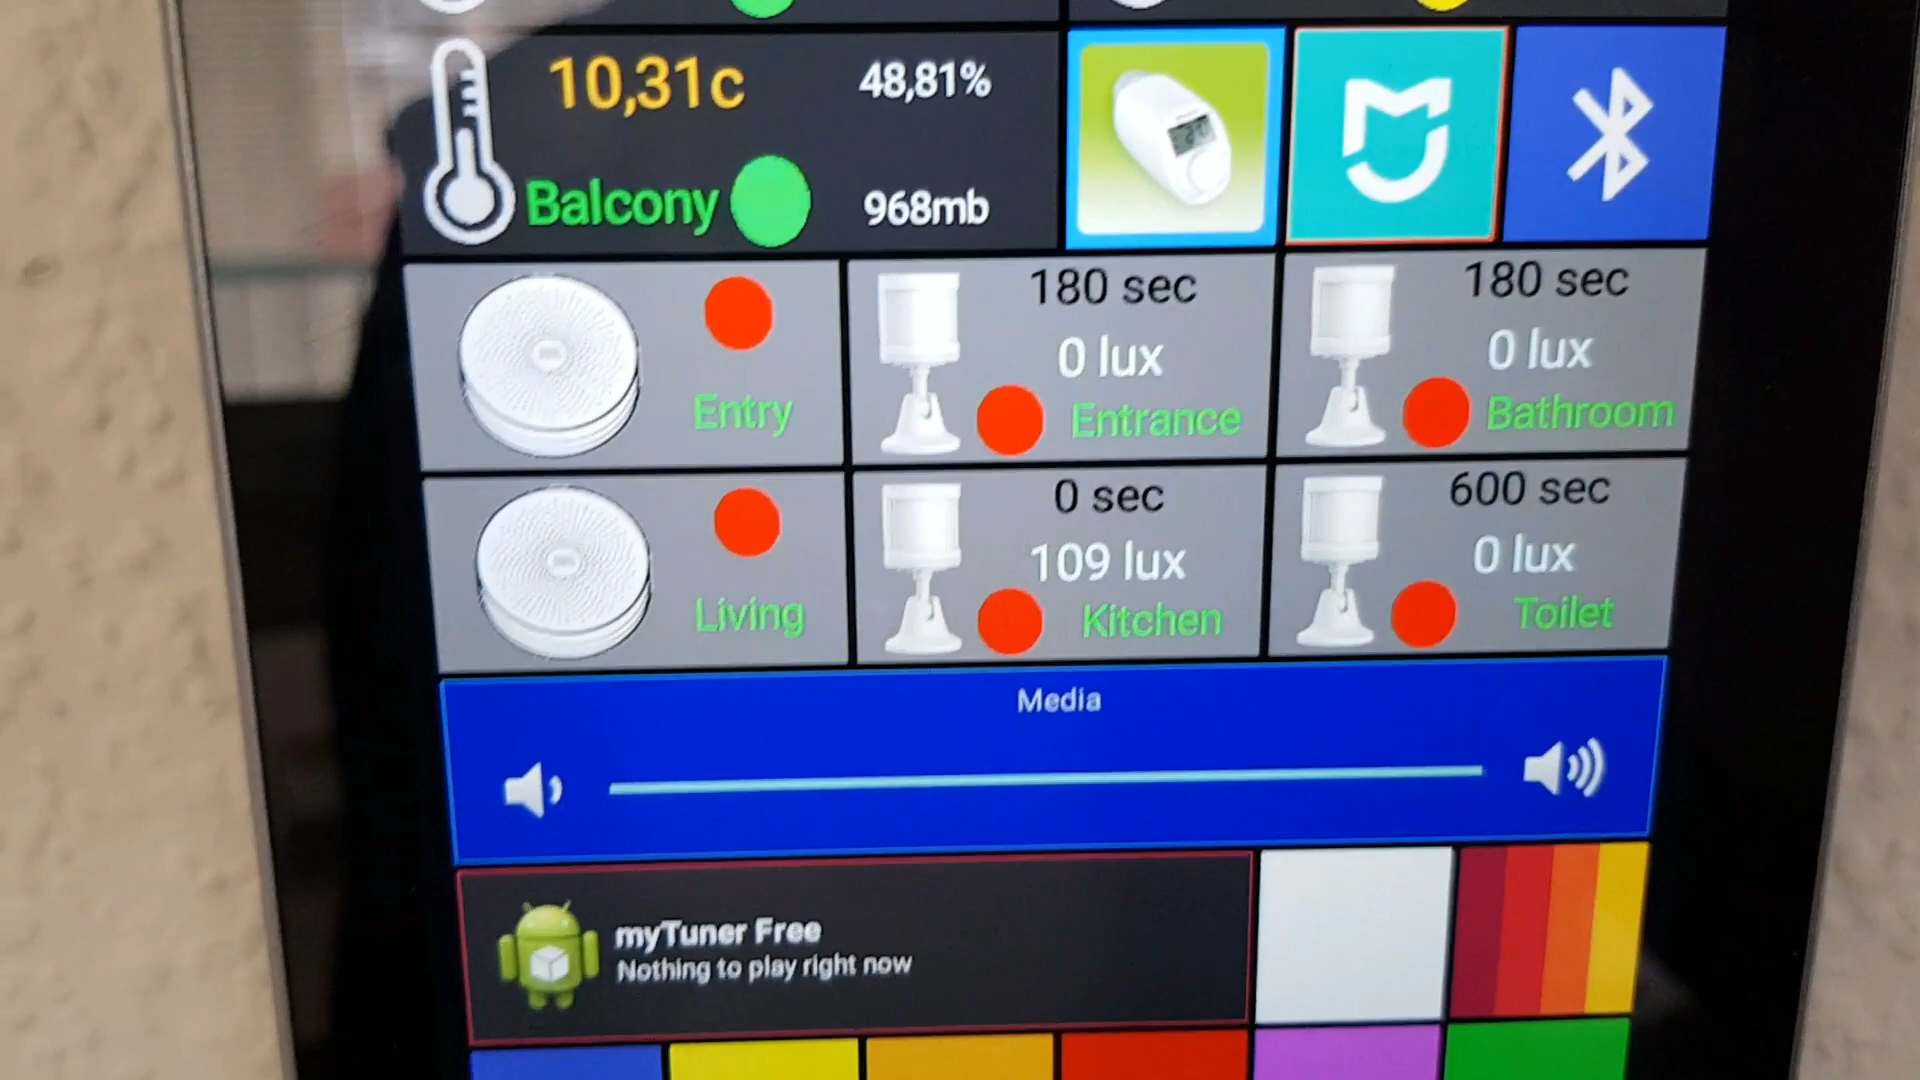 10,31c
48,81%
Balcony
968mb
Entry
180 sec
0 lux
Entrance
180 sec
0 lux
Bathroom
Living
0 sec
109 lux
Kitchen
600 sec
0 lux
Toilet
Media
myTuner Free
Nothing to play right now